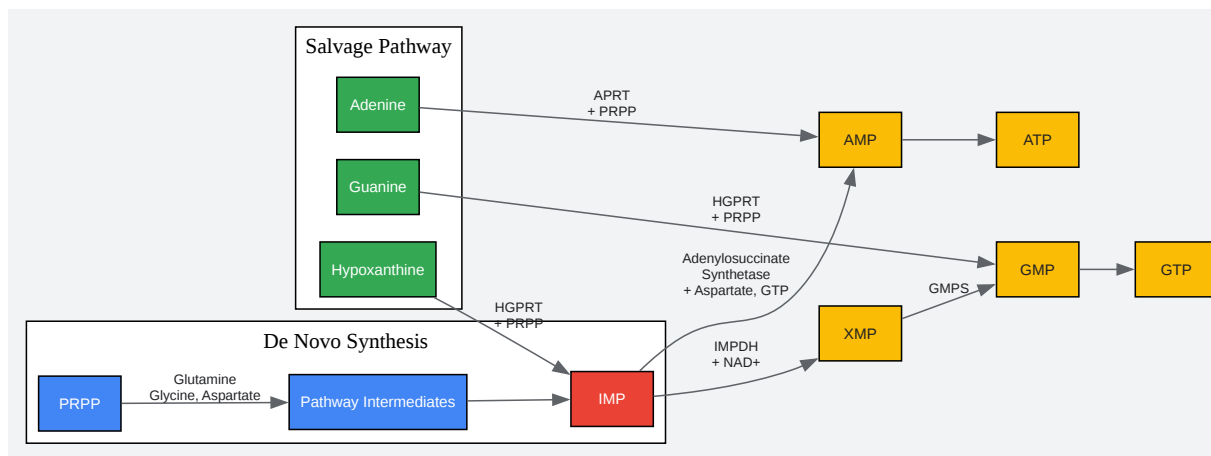 Salvage Pathway
Adenine
APRT
+ PRPP
AMP
ATP
Guanine
HGPRT
+ PRPP
Hypoxanthine
Adenylosuccinate
Synthetase
+ Aspartate, GTP
GMP
GTP
GMPS
HGPRT
+ PRPP
XMP
De Novo Synthesis
IMPDH
+ NAD+
Glutamine
Glycine, Aspartate
PRPP
Pathway Intermediates
IMP